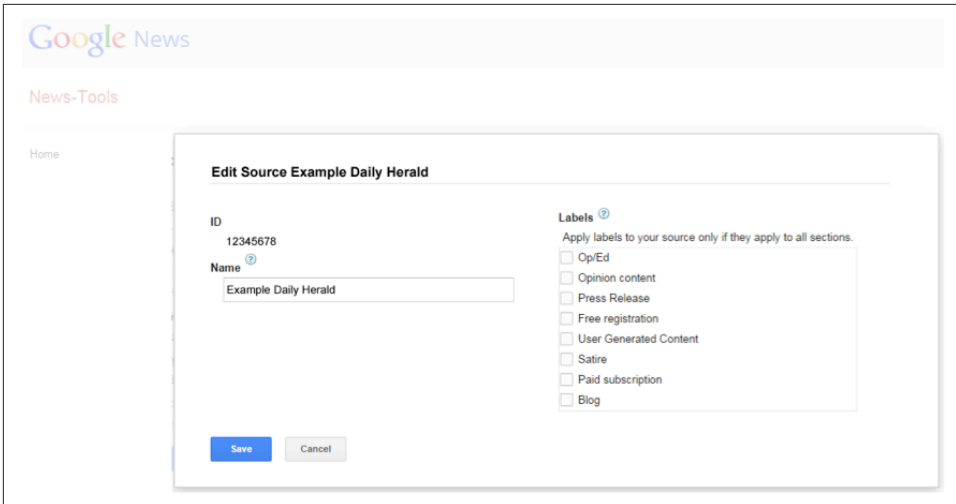 Google News
News-Tools
Home
Edit Source Example Daily Herald
ID
12345678
Name ?
Example Daily Herald
Labels ?
Apply labels to your source only if they apply to all sections.
Op/Ed
Opinion content
Press Release
Free registration
User Generated Content
Satire
Paid subscription
Blog
Save
Cancel